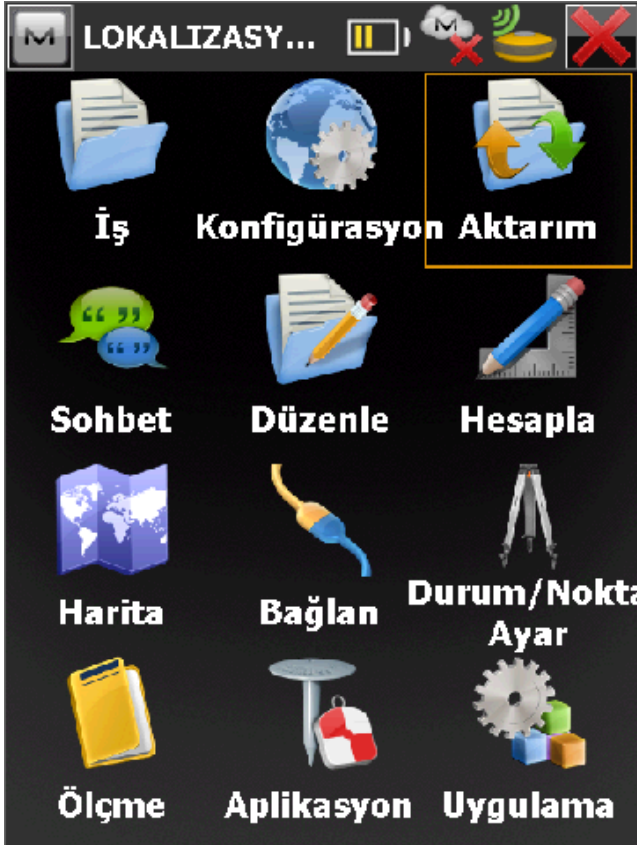 LOKALIZASY...
İş Konfigürasyon Aktarım
Sohbet Düzenle Hesapla
Harita Bağlan Durum/Nokta
Ayar
Ölçme Aplikasyon Uygulama